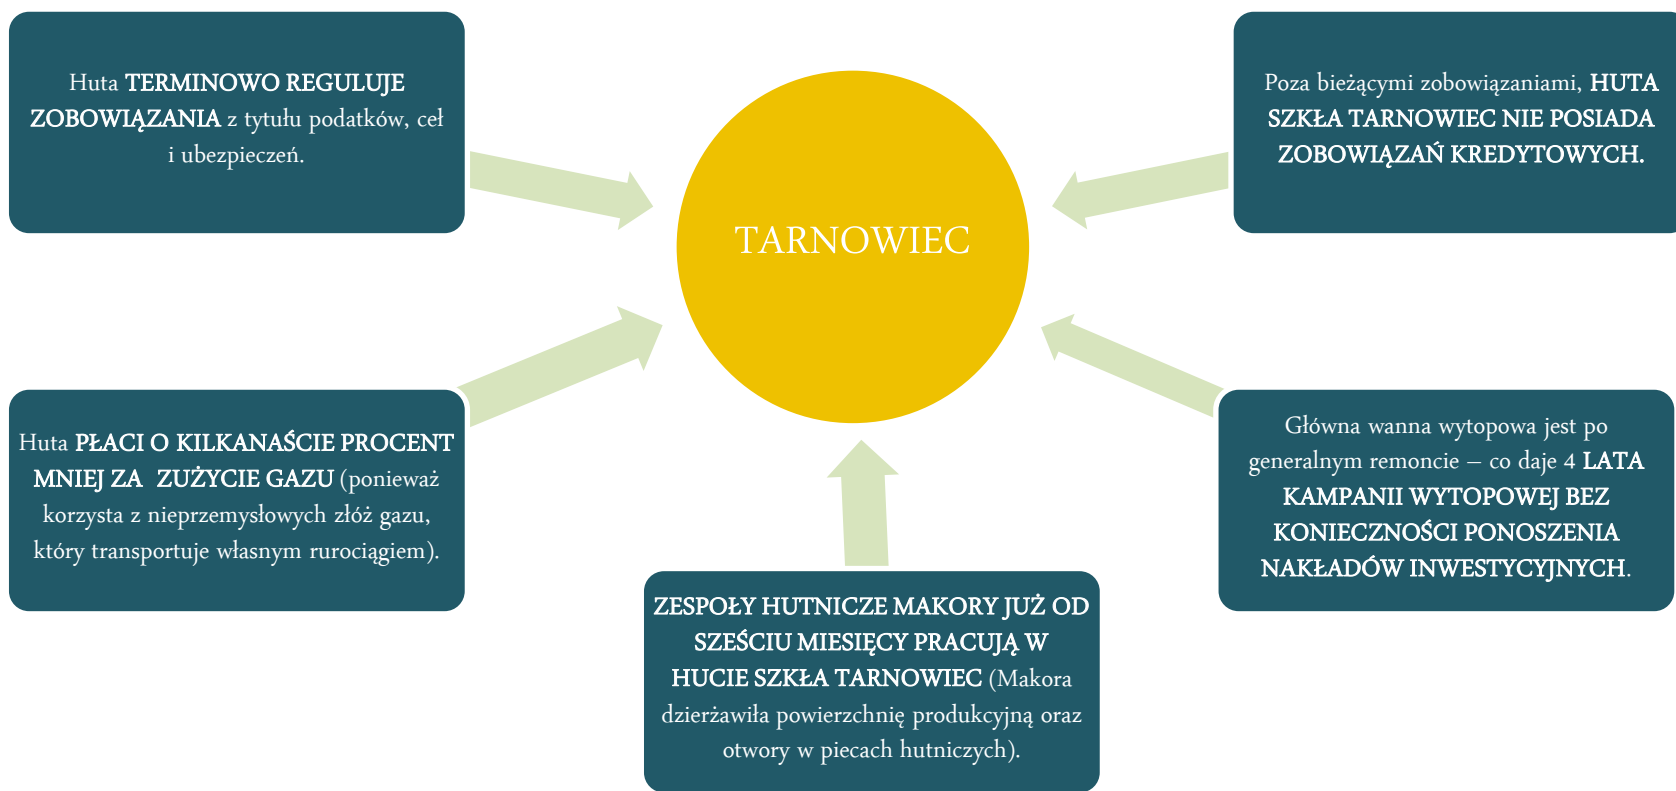 Huta TERMINOWO REGULUJE
ZOBOWIĄZANIA z tytułu podatków, ceł
i ubezpieczeń.
Poza bieżącymi zobowiązaniami, HUTA
SZKŁA TARNOWIEC NIE POSIADA
ZOBOWIĄZAŃ KREDYTOWYCH.
TARNOWIEC
Huta PŁACI O KILKANAŚCIE PROCENT
MNIEJ ZA ZUŻYCIE GAZU (ponieważ
korzysta z nieprzemysłowych złóż gazu,
który transportuje własnym rurociągiem).
Główna wanna wytopowa jest po
generalnym remoncie – co daje 4 LATA
KAMPANII WYTOPOWEJ BEZ
KONIECZNOŚCI PONOSZENIA
NAKŁADÓW INWESTYCYJNYCH.
ZESPOŁY HUTNICZE MAKORY JUŻ OD
SZEŚCIU MIESIĘCY PRACUJĄ W
HUCIE SZKŁA TARNOWIEC (Makora
dzierżawiła powierzchnię produkcyjną oraz
otwory w piecach hutniczych).